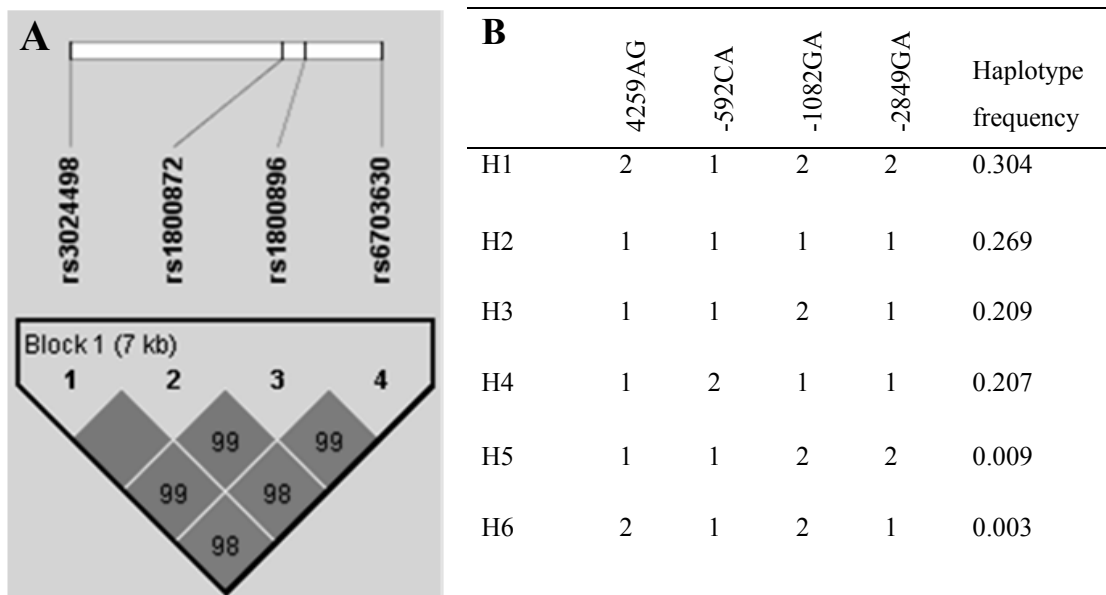 A
rs3024498
rs1800872
rs1800896
rs6703630
Block 1 (7 kb)
1 2 3 4
99 99
99 98
98
B
4259AG -592CA -1082GA -2849GA Haplotype
frequency
H1 2 1 2 2 0.304
H2 1 1 1 1 0.269
H3 1 1 2 1 0.209
H4 1 2 1 1 0.207
H5 1 1 2 2 0.009
H6 2 1 2 1 0.003